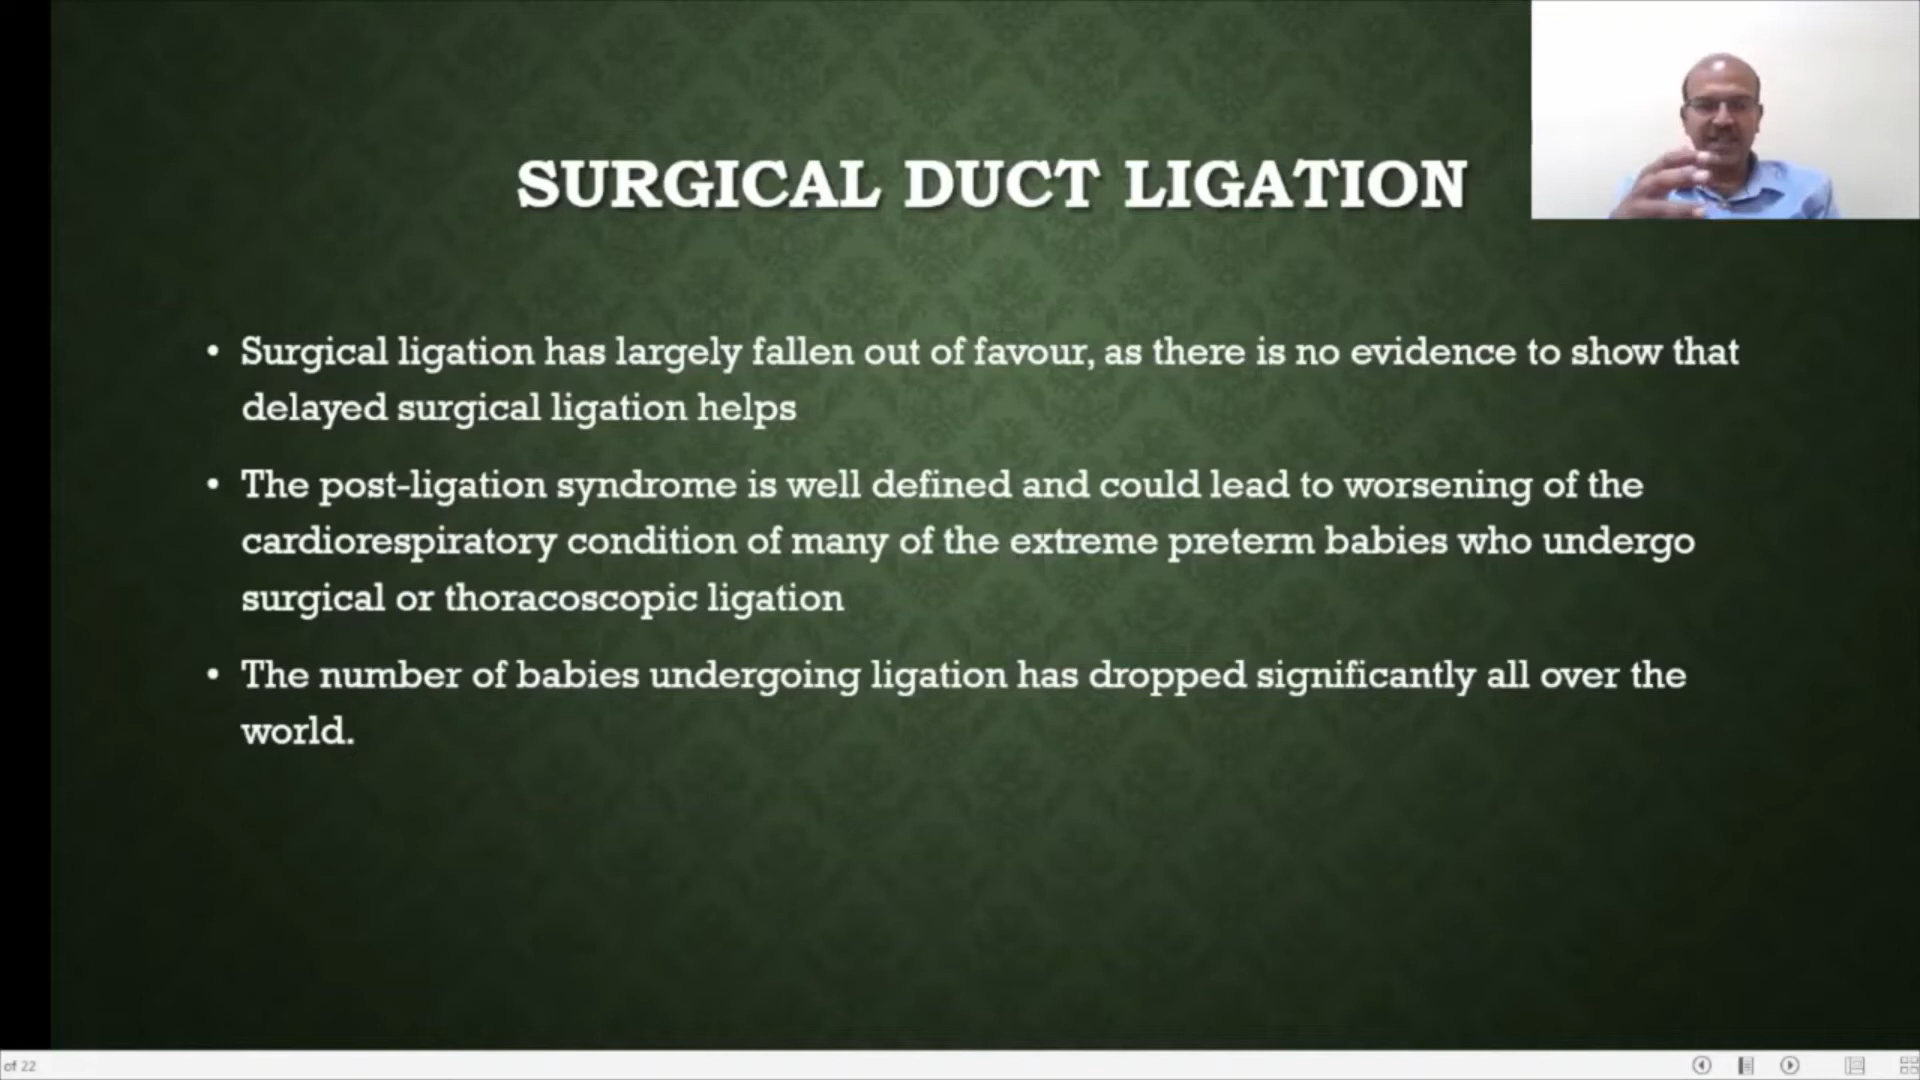 SURGICAL DUCT LIGATION
• Surgical ligation has largely fallen out of favour, as there is no evidence to show that
delayed surgical ligation helps
• The post-ligation syndrome is well defined and could lead to worsening of the
cardiorespiratory condition of many of the extreme preterm babies who undergo
surgical or thoracoscopic ligation
• The number of babies undergoing ligation has dropped significantly all over the
world.
of 22